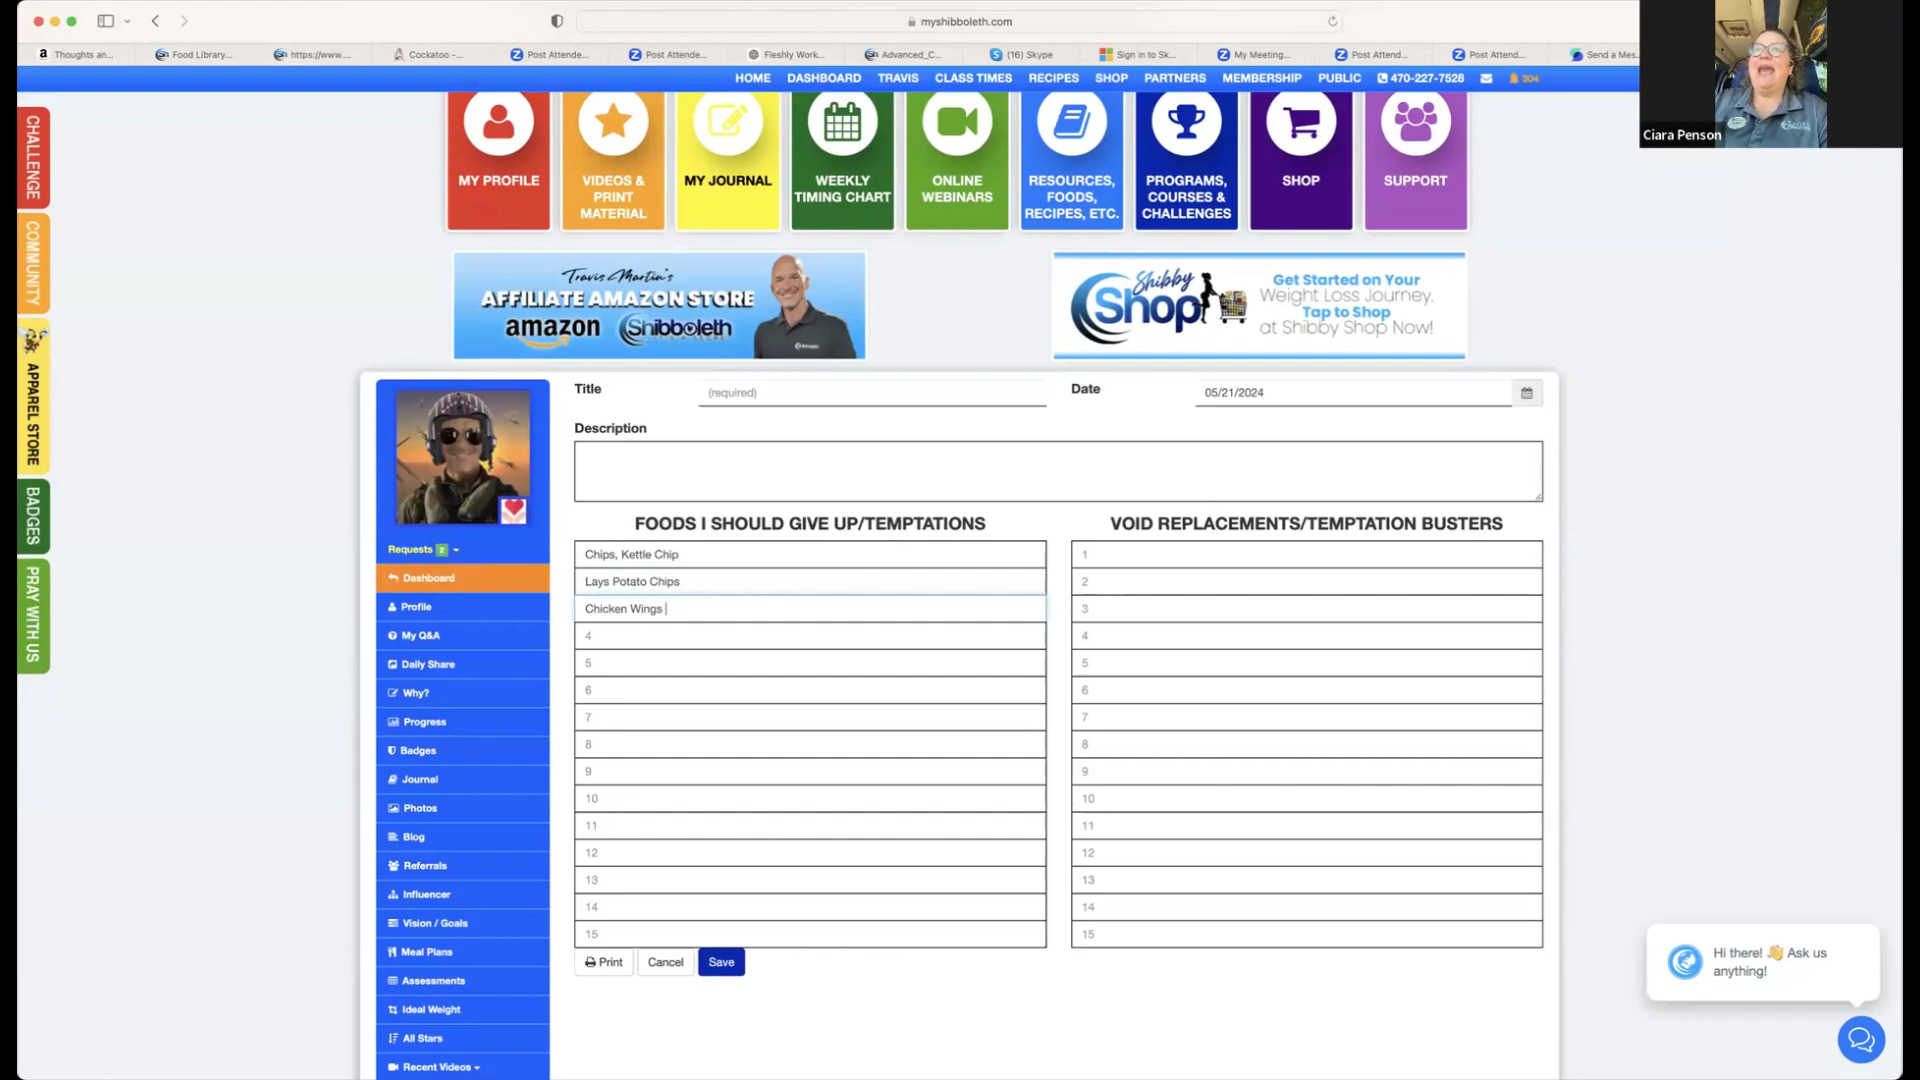 myshibboleth.com
Thoughts an...
Food Library...
https://www....
Cockatoo -...
Post Attende...
Post Attende...
Fleshly Work...
Advanced_C...
(16) Skype
Sign in to Sk...
My Meeting...
Post Attend...
Post Attend...
Send a Mes...
HOME DASHBOARD TRAVIS CLASS TIMES RECIPES SHOP PARTNERS MEMBERSHIP PUBLIC 470-227-7528 304
Ciara Penson
CHALLENGE
COMMUNITY
APPAREL STORE
BADGES
PRAY WITH US
MY PROFILE
VIDEOS &
PRINT
MATERIAL
MY JOURNAL
WEEKLY
TIMING CHART
ONLINE
WEBINARS
RESOURCES,
FOODS,
RECIPES, ETC.
PROGRAMS,
COURSES &
CHALLENGES
SHOP
SUPPORT
Travis Martin's
AFFILIATE AMAZON STORE
amazon Shibboleth
Shibby
Shop
Get Started on Your
Weight Loss Journey.
Tap to Shop
at Shibby Shop Now!
Title (required) Date 05/21/2024
Description
FOODS I SHOULD GIVE UP/TEMPTATIONS
Chips, Kettle Chip
Lays Potato Chips
Chicken Wings
4
5
6
7
8
9
10
11
12
13
14
15
VOID REPLACEMENTS/TEMPTATION BUSTERS
1
2
3
4
5
6
7
8
9
10
11
12
13
14
15
Print Cancel Save
Requests 2
Dashboard
Profile
My Q&A
Daily Share
Why?
Progress
Badges
Journal
Photos
Blog
Referrals
Influencer
Vision / Goals
Meal Plans
Assessments
Ideal Weight
All Stars
Recent Videos
Hi there! 👋 Ask us
anything!